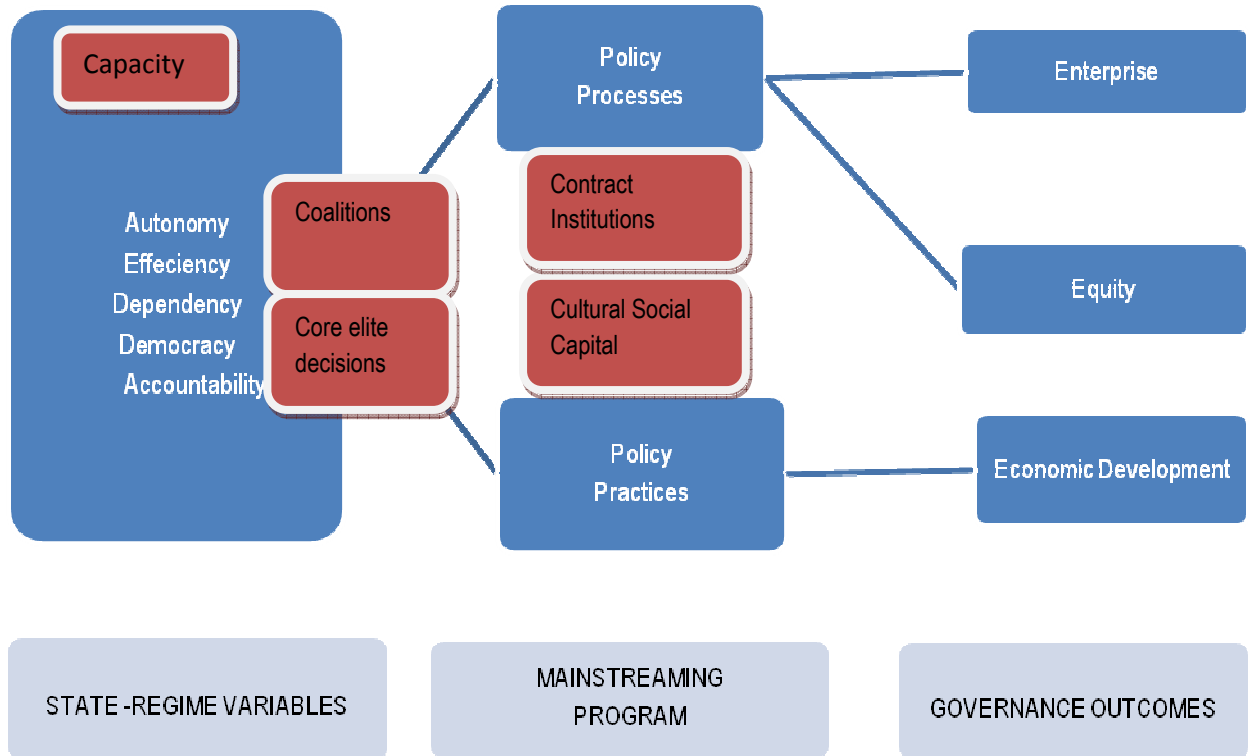 Capacity
Autonomy
Effeciency
Dependency
Democracy
Accountability
Coalitions
Core elite
decisions
Policy
Processes
Contract
Institutions
Cultural Social
Capital
Policy
Practices
Enterprise
Equity
Economic Development
STATE -REGIME VARIABLES
MAINSTREAMING
PROGRAM
GOVERNANCE OUTCOMES